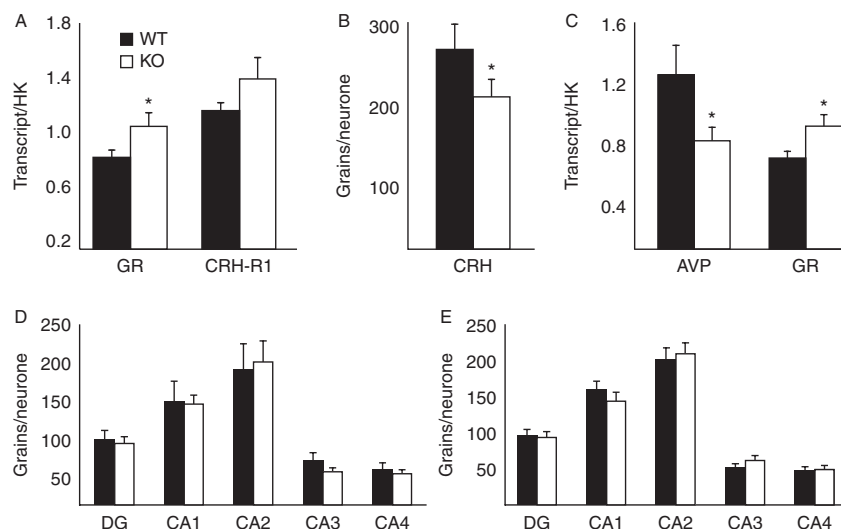 A
Transcript/HK
1.8
1.4
1.0
0.6
0.2
WT
KO
*
GR
CRH-R1
B
Grains/neurone
300
200
100
*
CRH
C
Transcript/HK
1.6
1.2
0.8
0.4
*
*
AVP
GR
D
Grains/neurone
250
200
150
100
50
DG
CA1
CA2
CA3
CA4
E
Grains/neurone
250
200
150
100
50
DG
CA1
CA2
CA3
CA4